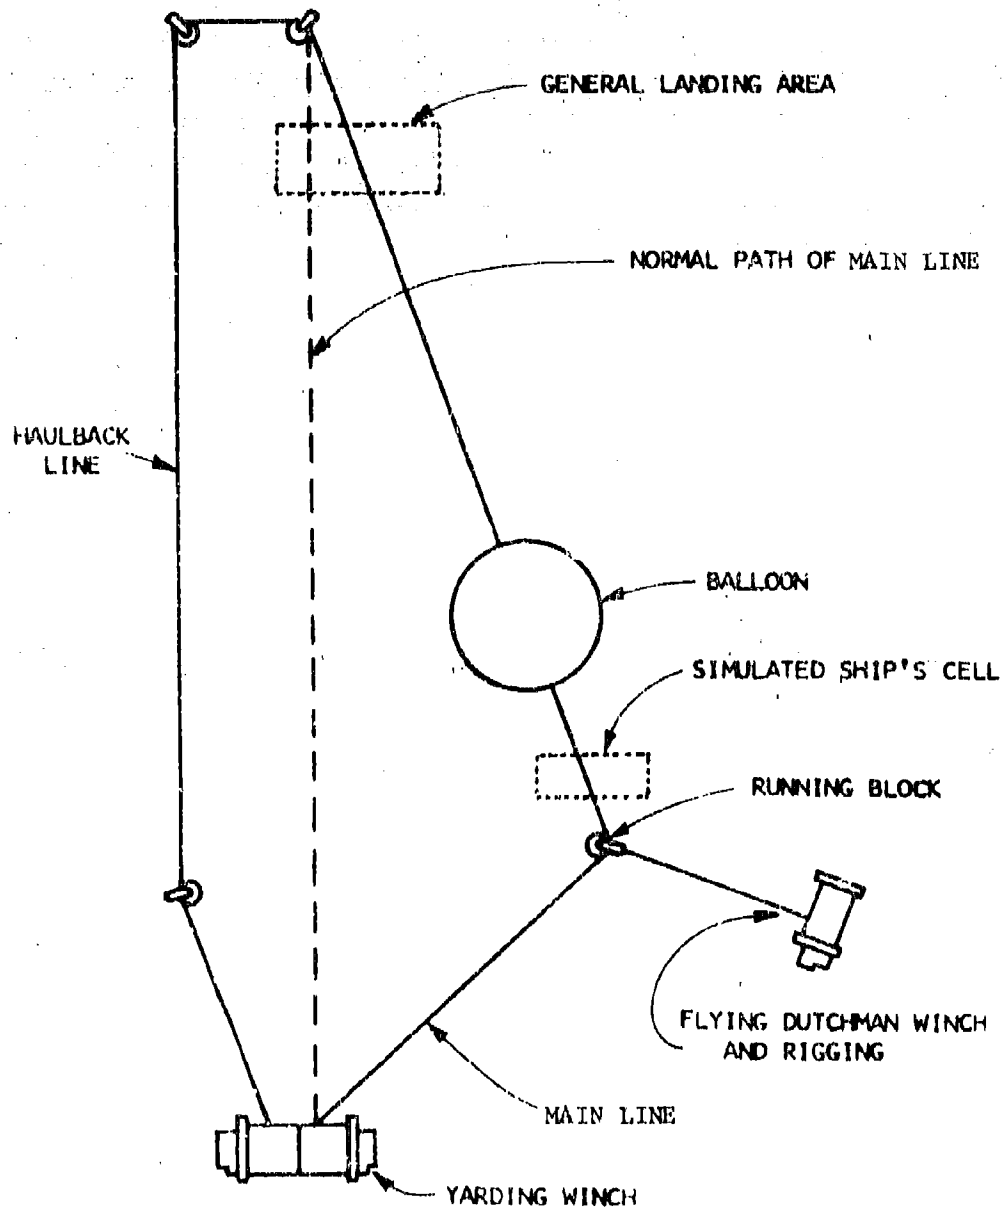 GENERAL LANDING AREA
NORMAL PATH OF MAIN LINE
HAULBACK
LINE
BALLOON
SIMULATED SHIP'S CELL
RUNNING BLOCK
FLYING DUTCHMAN WINCH
AND RIGGING
MAIN LINE
YARDING WINCH